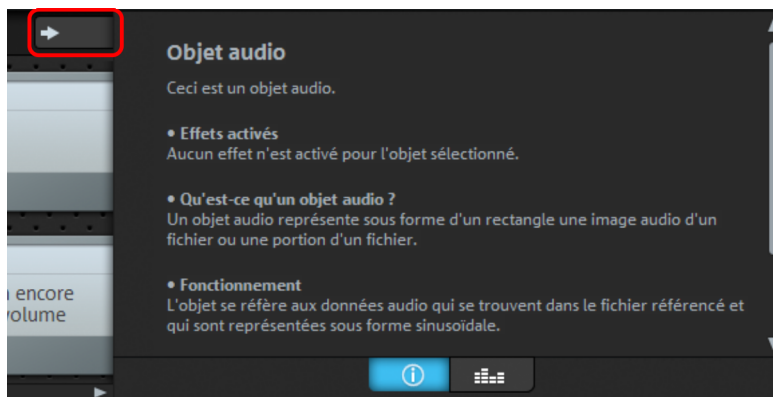 Objet audio
Ceci est un objet audio.
• Effets activés
Aucun effet n'est activé pour l'objet sélectionné.
• Qu'est-ce qu'un objet audio ?
Un objet audio représente sous forme d'un rectangle une image audio d'un
fichier ou une portion d'un fichier.
• Fonctionnement
L'objet se réfère aux données audio qui se trouvent dans le fichier référencé et
qui sont représentées sous forme sinusoïdale.
encore
volume